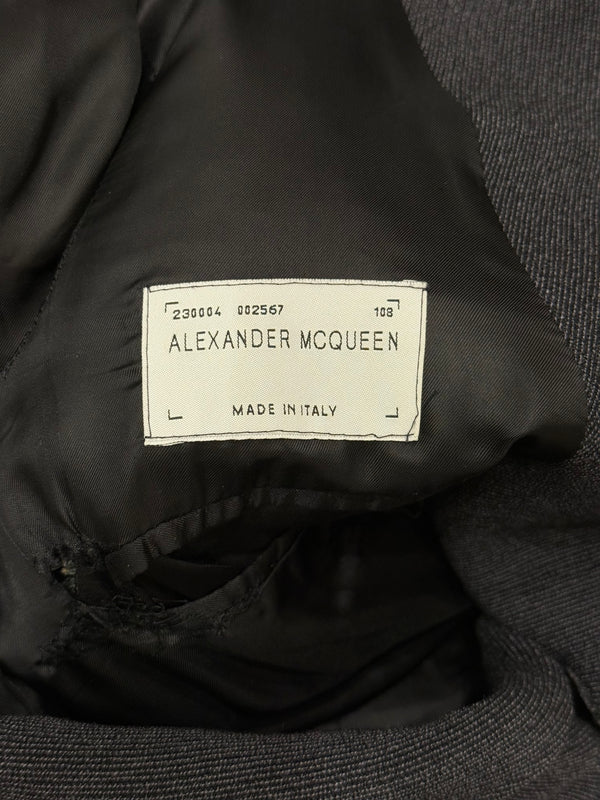 230004 002567 108
ALEXANDER MCQUEEN
MADE IN ITALY